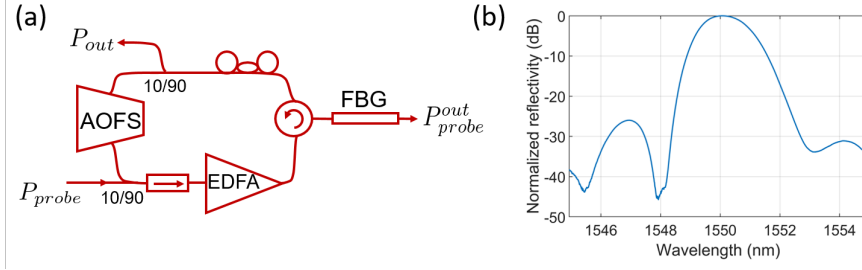 (a)
P_out
10/90
AOFS
FBG
P_probe^out
P_probe
10/90
EDFA
(b)
Normalized reflectivity (dB)
0
-10
-20
-30
-40
-50
1546 1548 1550 1552 1554
Wavelength (nm)